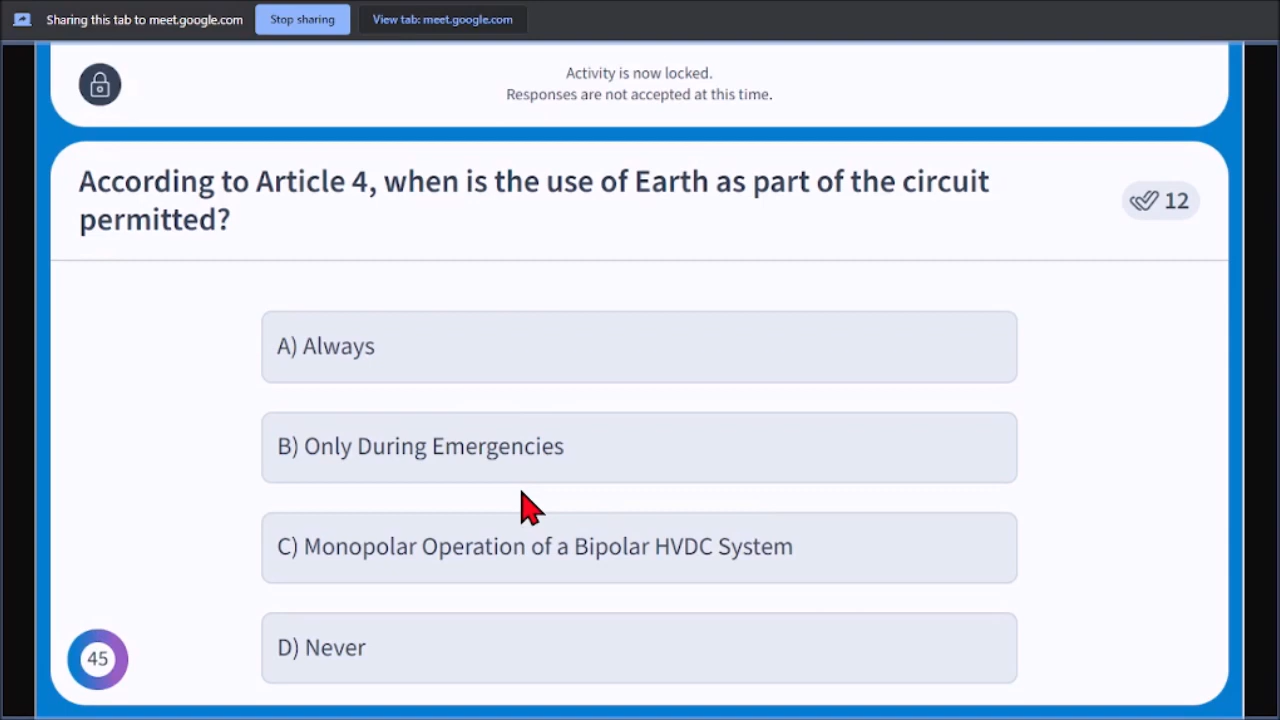 Sharing this tab to meet.google.com
Stop sharing
View tab: meet.google.com
Activity is now locked.
Responses are not accepted at this time.
According to Article 4, when is the use of Earth as part of the circuit
permitted?
12
A) Always
B) Only During Emergencies
C) Monopolar Operation of a Bipolar HVDC System
D) Never
45